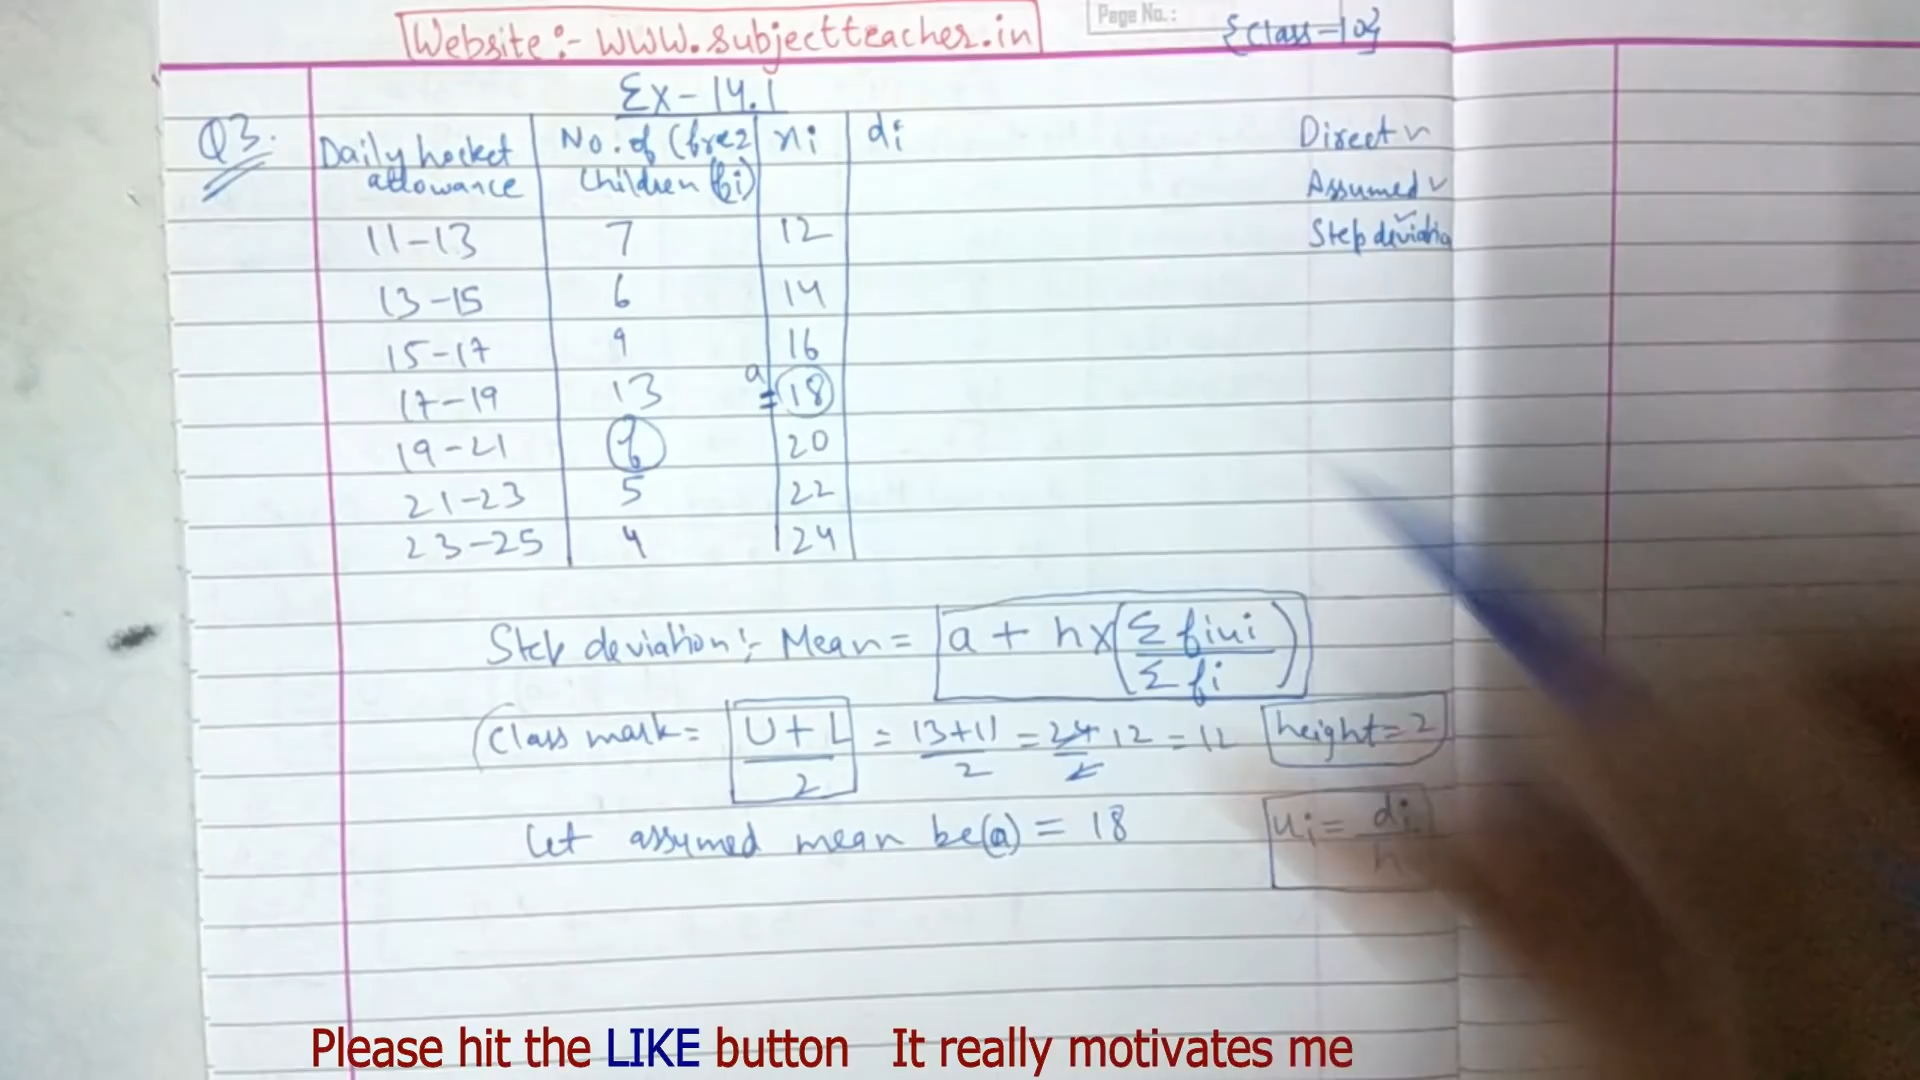 Website:- www.subjectteacher.in
Page No.:
{Class-10}
Ex-14.1
Q3.
Daily pocket allowance | No. of children (fi) | xi | di
11-13 7 12
13-15 6 14
15-17 9 16
17-19 13 a= 18
19-21 f 20
21-23 5 22
23-25 4 24
Direct ✓
Assumed ✓
Step deviation ✓
Step deviation:- Mean = a + h×(Σfiui/Σfi)
Class mark = U+L/2 = 13+11/2 = 24/2 12 = 12
height = 2
Let assumed mean be(a) = 18
ui = di/h
Please hit the LIKE button It really motivates me